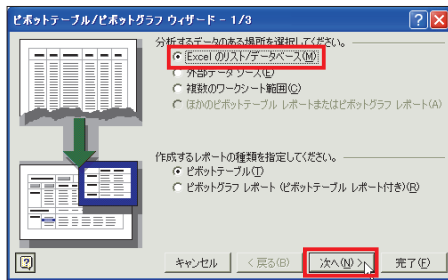 ピボットテーブル/ピボットグラフ ウィザード - 1/3
分析するデータのある場所を選択してください。
Excel のリスト/データベース(M)
外部データ ソース(E)
複数のワークシート範囲(C)
ほかのピボットテーブル レポートまたはピボットグラフ レポート(A)
作成するレポートの種類を指定してください。
ピボットテーブル(T)
ピボットグラフ レポート (ピボットテーブル レポート付き)(R)
キャンセル
< 戻る(B)
次へ(N) >
完了(F)